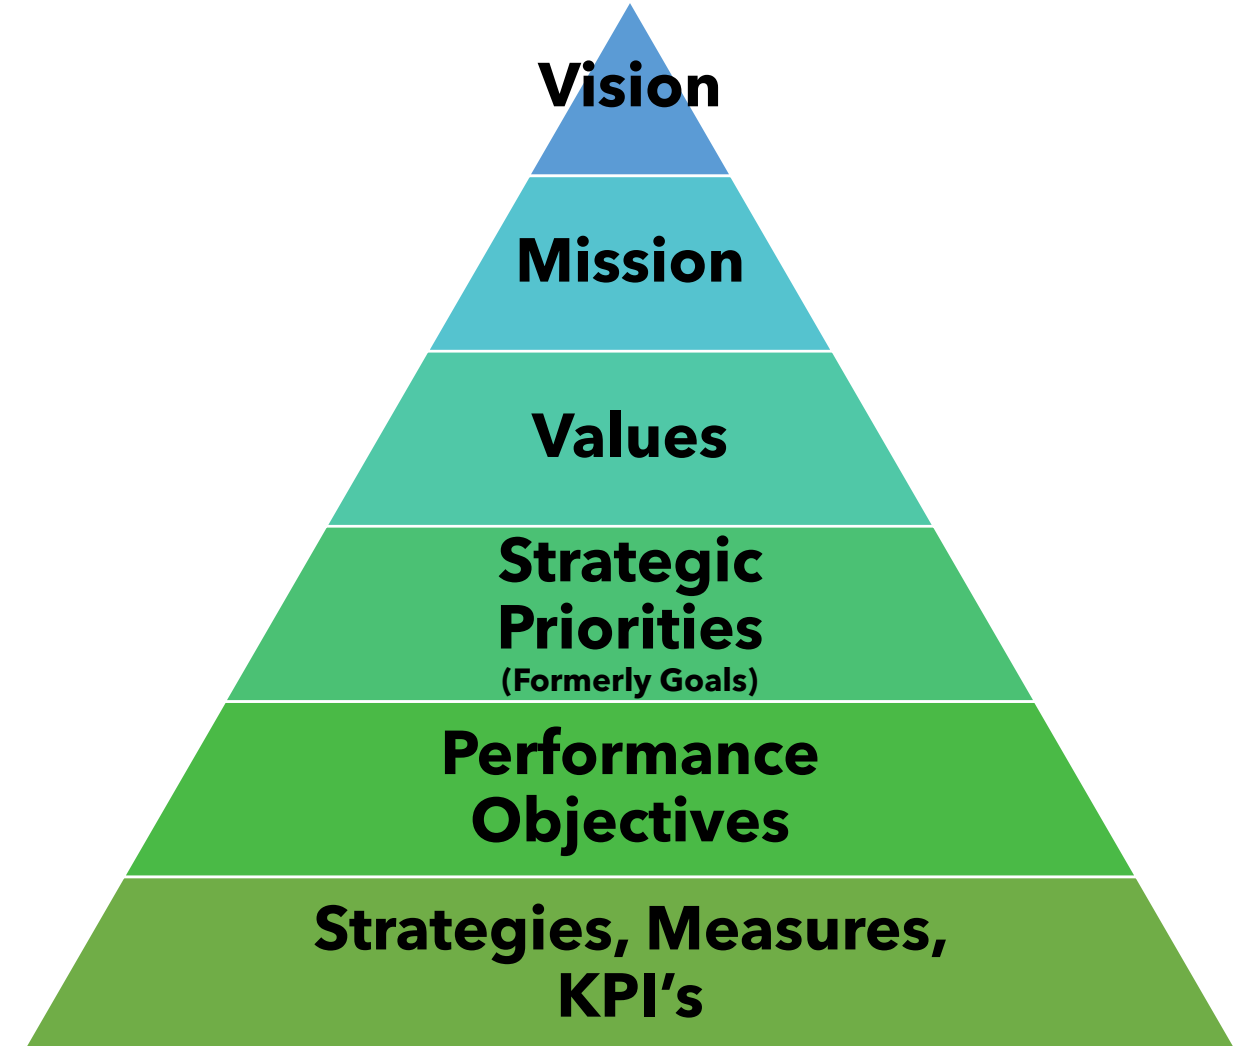 Vision
Mission
Values
Strategic
Priorities
(Formerly Goals)
Performance
Objectives
Strategies, Measures,
KPI’s